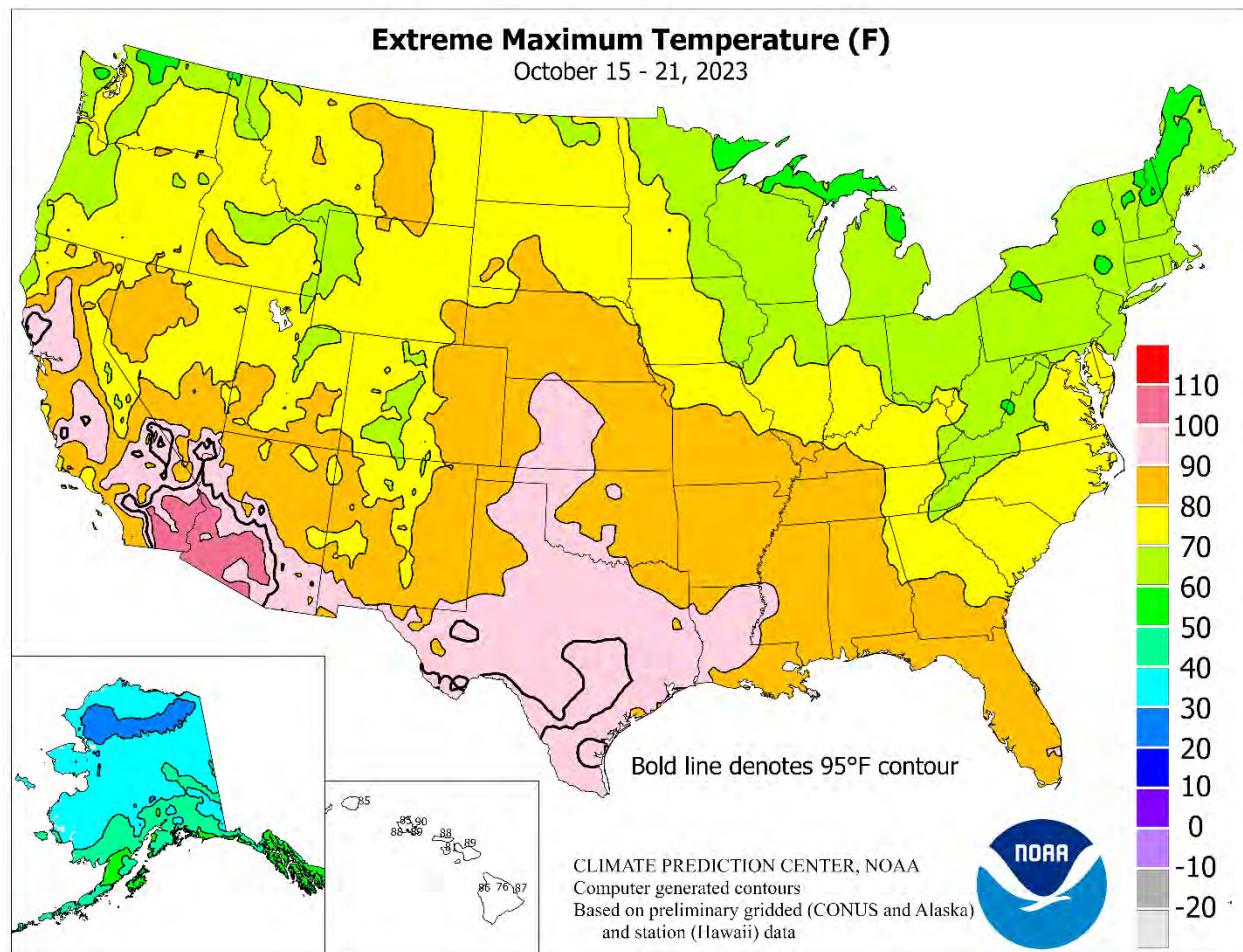 Extreme Maximum Temperature (F)
October 15 - 21, 2023
110
100
90
80
70
60
50
40
30
20
10
0
-10
-20
Bold line denotes 95°F contour
85
85 90
88 89
88
91 89
86 76 87
CLIMATE PREDICTION CENTER, NOAA
Computer generated contours
Based on preliminary gridded (CONUS and Alaska)
and station (Hawaii) data
NOAA